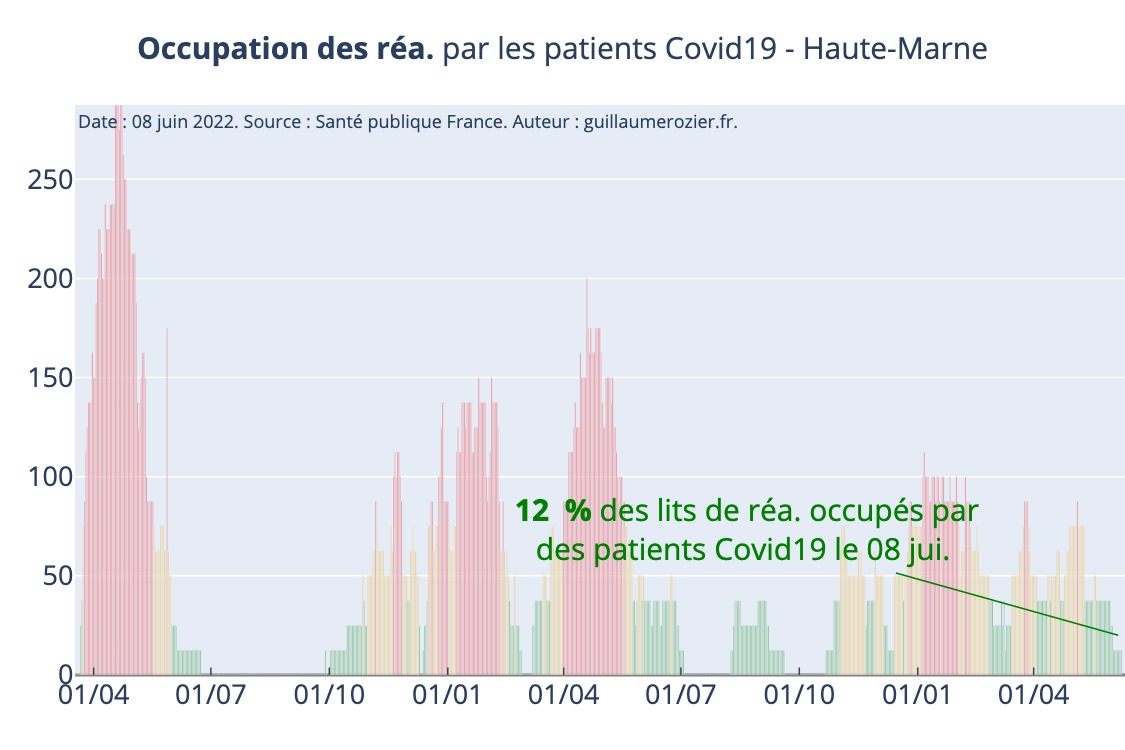 Occupation des réa. par les patients Covid19 - Haute-Marne
Date : 08 juin 2022. Source : Santé publique France. Auteur : guillaumerozier.fr.
250
200
150
100
50
0
12 % des lits de réa. occupés par
des patients Covid19 le 08 jui.
01/04 01/07 01/10 01/01 01/04 01/07 01/10 01/01 01/04